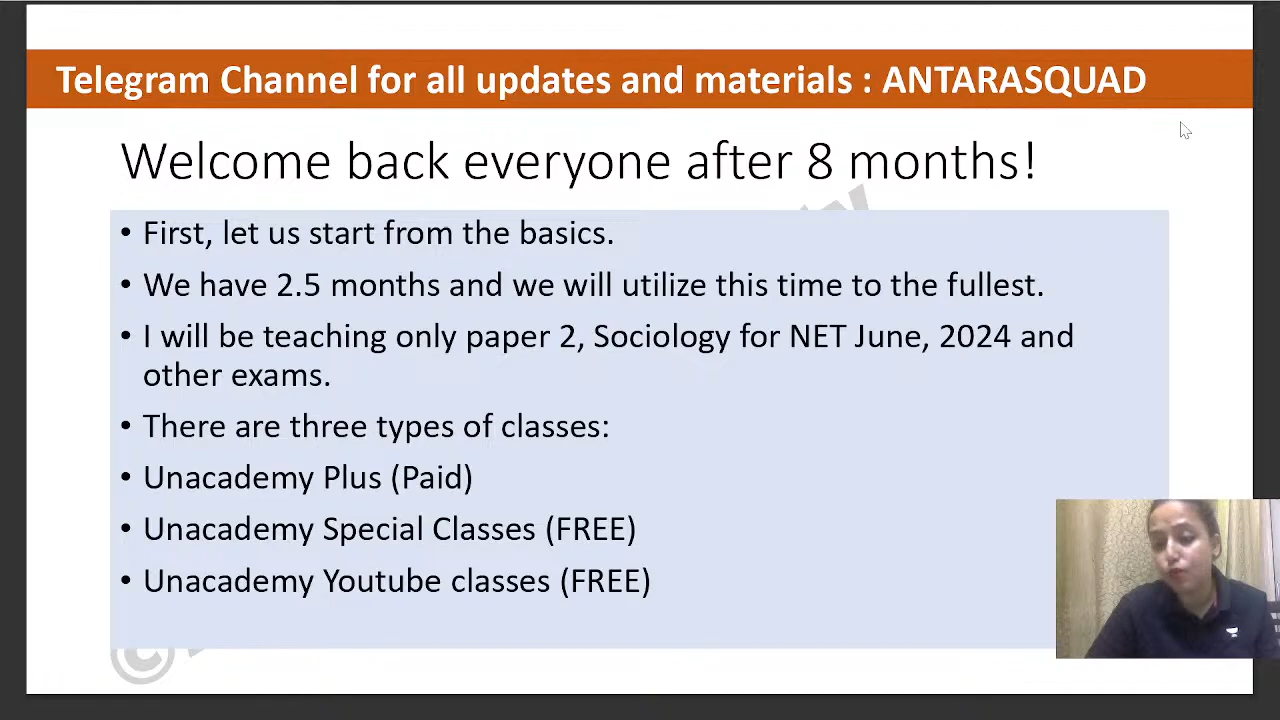 Telegram Channel for all updates and materials : ANTARASQUAD
Welcome back everyone after 8 months!
• First, let us start from the basics.
• We have 2.5 months and we will utilize this time to the fullest.
• I will be teaching only paper 2, Sociology for NET June, 2024 and
other exams.
• There are three types of classes:
• Unacademy Plus (Paid)
• Unacademy Special Classes (FREE)
• Unacademy Youtube classes (FREE)
©